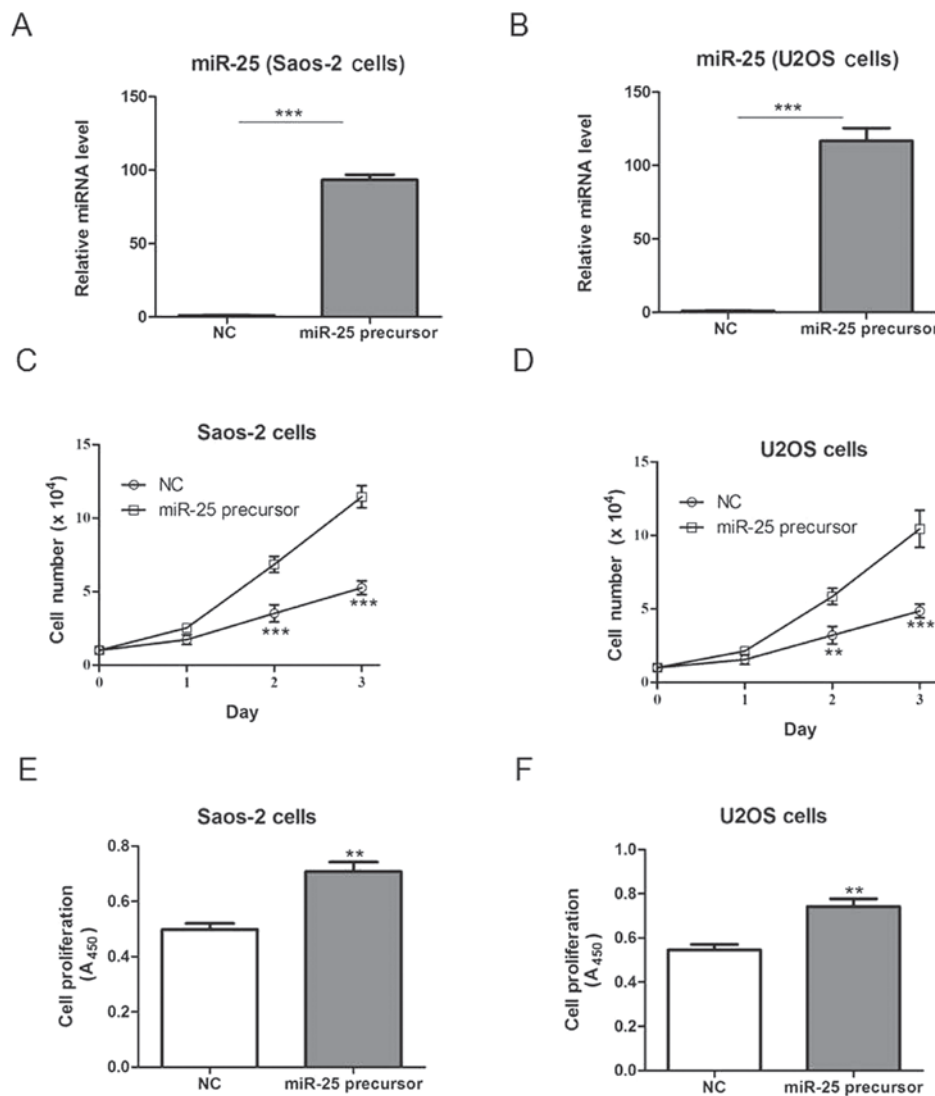 A
miR-25 (Saos-2 cells)
Relative miRNA level
150
100
50
0
***
NC
miR-25 precursor
B
miR-25 (U2OS cells)
Relative miRNA level
150
100
50
0
***
NC
miR-25 precursor
C
Saos-2 cells
Cell number (x 10⁴)
15
10
5
0
NC
miR-25 precursor
***
***
0 1 2 3
Day
D
U2OS cells
Cell number (x 10⁴)
15
10
5
0
NC
miR-25 precursor
**
***
0 1 2 3
Day
E
Saos-2 cells
Cell proliferation
(A₄₅₀)
0.8
0.6
0.4
0.2
0.0
**
NC
miR-25 precursor
F
U2OS cells
Cell proliferation
(A₄₅₀)
1.0
0.8
0.6
0.4
0.2
0.0
**
NC
miR-25 precursor